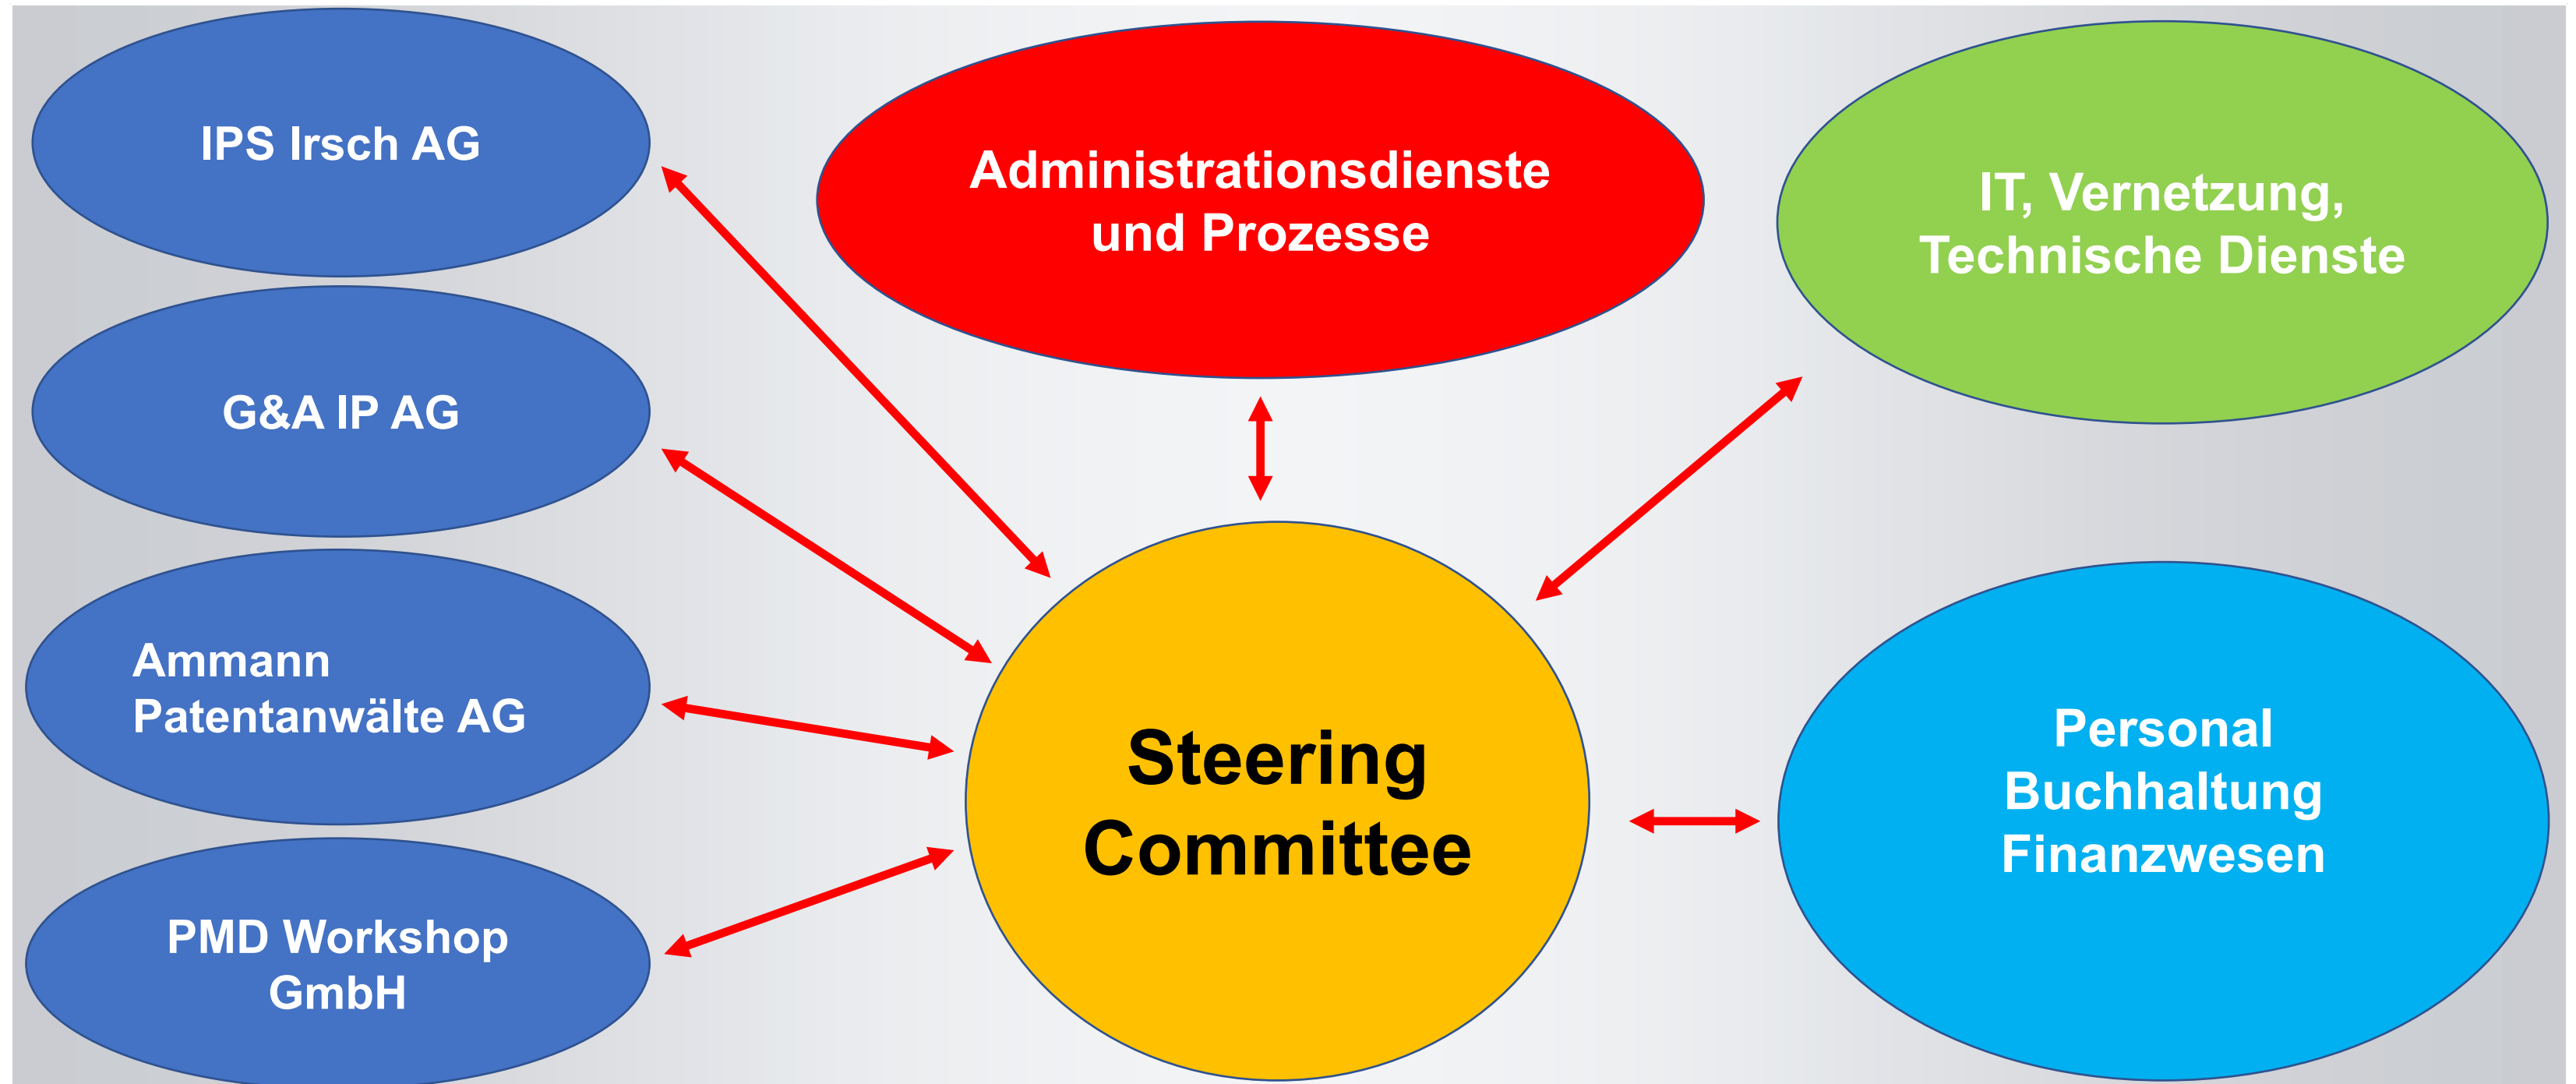 IPS Irsch AG
G&A IP AG
Ammann
Patentanwälte AG
PMD Workshop
GmbH
Administrationsdienste
und Prozesse
Steering
Committee
IT, Vernetzung,
Technische Dienste
Personal
Buchhaltung
Finanzwesen